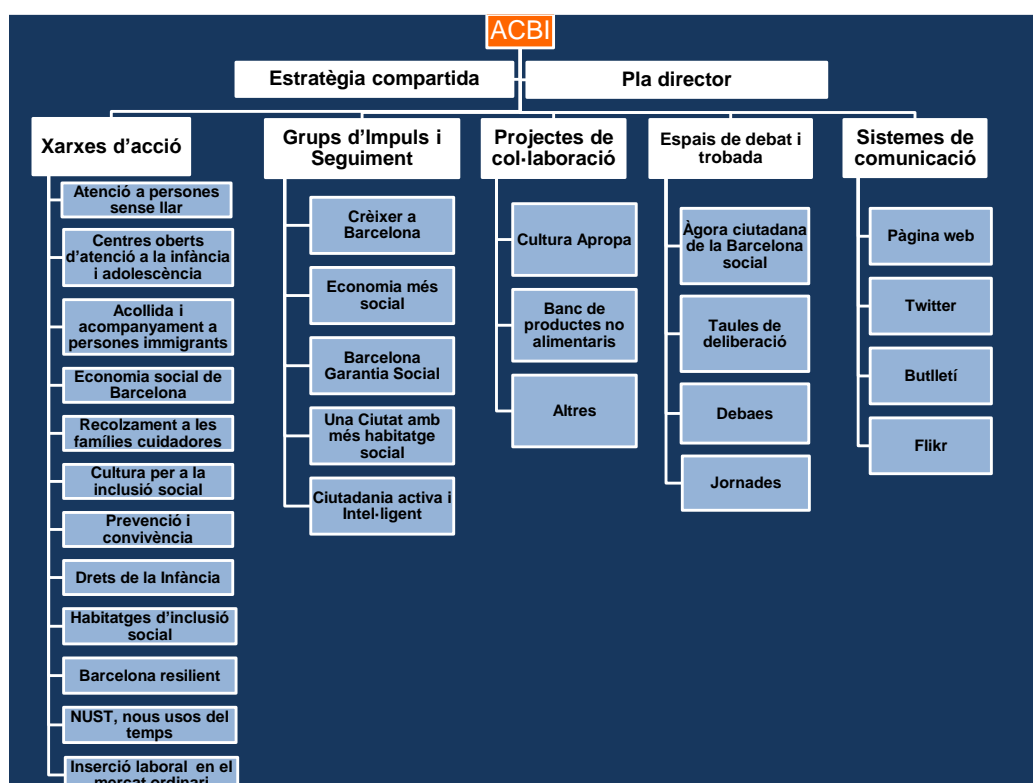 ACBI
Estratègia compartida
Pla director
Xarxes d'acció
Atenció a persones
sense llar
Centres oberts
d'atenció a la infància
i adolescència
Acollida i
acompanyament a
persones immigrants
Economia social de
Barcelona
Recolzament a les
famílies cuidadores
Cultura per a la
inclusió social
Prevenció i
convivència
Drets de la Infància
Habitatges d'inclusió
social
Barcelona resilient
NUST, nous usos del
temps
Inserció laboral en el
mercat ordinari
Grups d'Impuls i
Seguiment
Crèixer a
Barcelona
Economia més
social
Barcelona
Garantia Social
Una Ciutat amb
més habitatge
social
Ciutadania activa i
Intel·ligent
Projectes de
col·laboració
Cultura Apropa
Banc de
productes no
alimentaris
Altres
Espais de debat i
trobada
Àgora ciutadana
de la Barcelona
social
Taules de
deliberació
Debaes
Jornades
Sistemes de
comunicació
Pàgina web
Twitter
Butlletí
Flikr